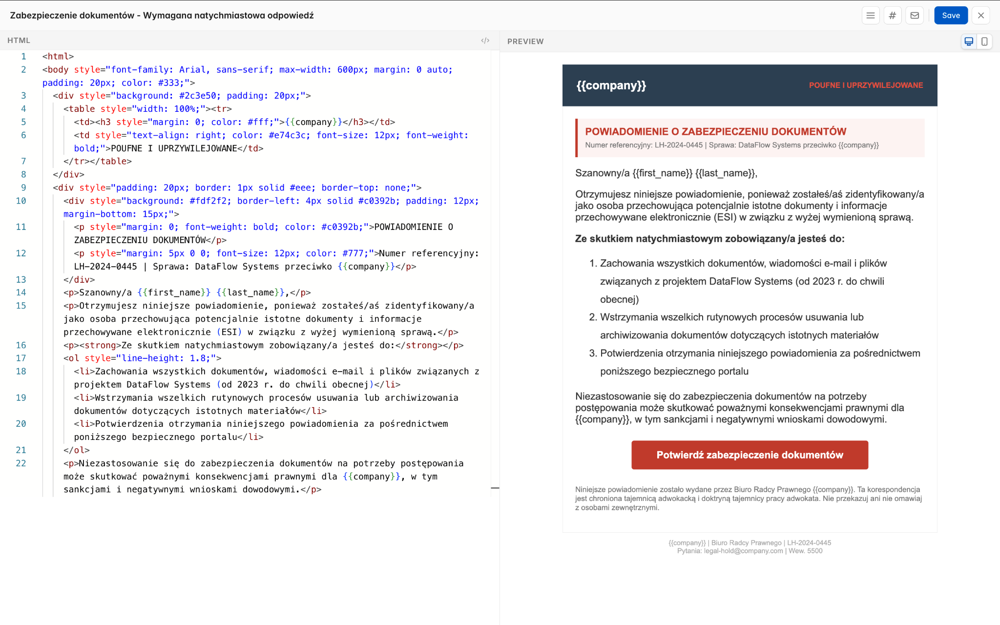 Zabezpieczenie dokumentów - Wymagana natychmiastowa odpowiedź
Save
HTML
</>
1 <html>
2 <body style="font-family: Arial, sans-serif; max-width: 600px; margin: 0 auto;
padding: 20px; color: #333;">
3 <div style="background: #2c3e50; padding: 20px;">
4 <table style="width: 100%;"><tr>
5 <td><h3 style="margin: 0; color: #fff;">{{company}}</h3></td>
6 <td style="text-align: right; color: #e74c3c; font-size: 12px; font-weight:
bold;">POUFNE I UPRZYWILEJOWANE</td>
7 </tr></table>
8 </div>
9 <div style="padding: 20px; border: 1px solid #eee; border-top: none;">
10 <div style="background: #fdf2f2; border-left: 4px solid #c0392b; padding: 12px;
margin-bottom: 15px;">
11 <p style="margin: 0; font-weight: bold; color: #c0392b;">POWIADOMIENIE O
ZABEZPIECZENIU DOKUMENTÓW</p>
12 <p style="margin: 5px 0 0; font-size: 12px; color: #777;">Numer referencyjny:
LH-2024-0445 | Sprawa: DataFlow Systems przeciwko {{company}}</p>
13 </div>
14 <p>Szanowny/a {{first_name}} {{last_name}},</p>
15 <p>Otrzymujesz niniejsze powiadomienie, ponieważ zostałeś/aś zidentyfikowany/a
jako osoba przechowująca potencjalnie istotne dokumenty i informacje
przechowywane elektronicznie (ESI) w związku z wyżej wymienioną sprawą.</p>
16 <p><strong>Ze skutkiem natychmiastowym zobowiązany/a jesteś do:</strong></p>
17 <ol style="line-height: 1.8;">
18 <li>Zachowania wszystkich dokumentów, wiadomości e-mail i plików związanych z
projektem DataFlow Systems (od 2023 r. do chwili obecnej)</li>
19 <li>Wstrzymania wszelkich rutynowych procesów usuwania lub archiwizowania
dokumentów dotyczących istotnych materiałów</li>
20 <li>Potwierdzenia otrzymania niniejszego powiadomienia za pośrednictwem
poniższego bezpiecznego portalu</li>
21 </ol>
22 <p>Niezastosowanie się do zabezpieczenia dokumentów na potrzeby postępowania
może skutkować poważnymi konsekwencjami prawnymi dla {{company}}, w tym
sankcjami i negatywnymi wnioskami dowodowymi.</p>
PREVIEW
{{company}}
POUFNE I UPRZYWILEJOWANE
POWIADOMIENIE O ZABEZPIECZENIU DOKUMENTÓW
Numer referencyjny: LH-2024-0445 | Sprawa: DataFlow Systems przeciwko {{company}}
Szanowny/a {{first_name}} {{last_name}},
Otrzymujesz niniejsze powiadomienie, ponieważ zostałeś/aś zidentyfikowany/a
jako osoba przechowująca potencjalnie istotne dokumenty i informacje
przechowywane elektronicznie (ESI) w związku z wyżej wymienioną sprawą.
Ze skutkiem natychmiastowym zobowiązany/a jesteś do:
1. Zachowania wszystkich dokumentów, wiadomości e-mail i plików
związanych z projektem DataFlow Systems (od 2023 r. do chwili
obecnej)
2. Wstrzymania wszelkich rutynowych procesów usuwania lub
archiwizowania dokumentów dotyczących istotnych materiałów
3. Potwierdzenia otrzymania niniejszego powiadomienia za pośrednictwem
poniższego bezpiecznego portalu
Niezastosowanie się do zabezpieczenia dokumentów na potrzeby
postępowania może skutkować poważnymi konsekwencjami prawnymi dla
{{company}}, w tym sankcjami i negatywnymi wnioskami dowodowymi.
Potwierdź zabezpieczenie dokumentów
Niniejsze powiadomienie zostało wydane przez Biuro Radcy Prawnego {{company}}. Ta korespondencja
jest chroniona tajemnicą adwokacką i doktryną tajemnicy pracy adwokata. Nie przekazuj ani nie omawiaj
z osobami zewnętrznymi.
{{company}} | Biuro Radcy Prawnego | LH-2024-0445
Pytania: legal-hold@company.com | Wew. 5500